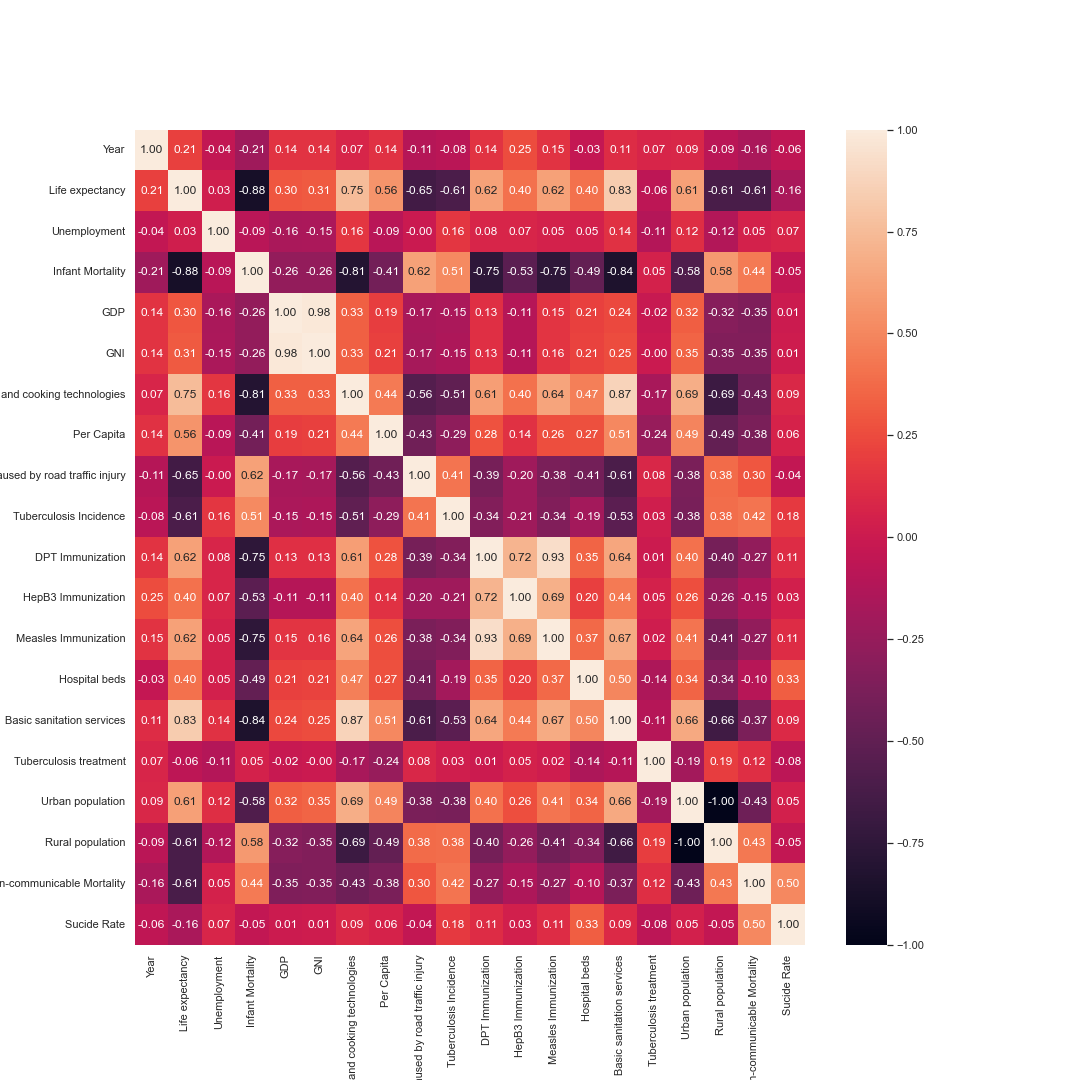 Year 1.00 0.21 -0.04 -0.21 0.14 0.14 0.07 0.14 -0.11 -0.08 0.14 0.25 0.15 -0.03 0.11 0.07 0.09 -0.09 -0.16 -0.06
Life expectancy 0.21 1.00 0.03 -0.88 0.30 0.31 0.75 0.56 -0.65 -0.61 0.62 0.40 0.62 0.40 0.83 -0.06 0.61 -0.61 -0.61 -0.16
Unemployment -0.04 0.03 1.00 -0.09 -0.16 -0.15 0.16 -0.09 -0.00 0.16 0.08 0.07 0.05 0.05 0.14 -0.11 0.12 -0.12 0.05 0.07
Infant Mortality -0.21 -0.88 -0.09 1.00 -0.26 -0.26 -0.81 -0.41 0.62 0.51 -0.75 -0.53 -0.75 -0.49 -0.84 0.05 -0.58 0.58 0.44 -0.05
GDP 0.14 0.30 -0.16 -0.26 1.00 0.98 0.33 0.19 -0.17 -0.15 0.13 -0.11 0.15 0.21 0.24 -0.02 0.32 -0.32 -0.35 0.01
GNI 0.14 0.31 -0.15 -0.26 0.98 1.00 0.33 0.21 -0.17 -0.15 0.13 -0.11 0.16 0.21 0.25 -0.00 0.35 -0.35 -0.35 0.01
and cooking technologies 0.07 0.75 0.16 -0.81 0.33 0.33 1.00 0.44 -0.56 -0.51 0.61 0.40 0.64 0.47 0.87 -0.17 0.69 -0.69 -0.43 0.09
Per Capita 0.14 0.56 -0.09 -0.41 0.19 0.21 0.44 1.00 -0.43 -0.29 0.28 0.14 0.26 0.27 0.51 -0.24 0.49 -0.49 -0.38 0.06
aused by road traffic injury -0.11 -0.65 -0.00 0.62 -0.17 -0.17 -0.56 -0.43 1.00 0.41 -0.39 -0.20 -0.38 -0.41 -0.61 0.08 -0.38 0.38 0.30 -0.04
Tuberculosis Incidence -0.08 -0.61 0.16 0.51 -0.15 -0.15 -0.51 -0.29 0.41 1.00 -0.34 -0.21 -0.34 -0.19 -0.53 0.03 -0.38 0.38 0.42 0.18
DPT Immunization 0.14 0.62 0.08 -0.75 0.13 0.13 0.61 0.28 -0.39 -0.34 1.00 0.72 0.93 0.35 0.64 0.01 0.40 -0.40 -0.27 0.11
HepB3 Immunization 0.25 0.40 0.07 -0.53 -0.11 -0.11 0.40 0.14 -0.20 -0.21 0.72 1.00 0.69 0.20 0.44 0.05 0.26 -0.26 -0.15 0.03
Measles Immunization 0.15 0.62 0.05 -0.75 0.15 0.16 0.64 0.26 -0.38 -0.34 0.93 0.69 1.00 0.37 0.67 0.02 0.41 -0.41 -0.27 0.11
Hospital beds -0.03 0.40 0.05 -0.49 0.21 0.21 0.47 0.27 -0.41 -0.19 0.35 0.20 0.37 1.00 0.50 -0.14 0.34 -0.34 -0.10 0.33
Basic sanitation services 0.11 0.83 0.14 -0.84 0.24 0.25 0.87 0.51 -0.61 -0.53 0.64 0.44 0.67 0.50 1.00 -0.11 0.66 -0.66 -0.37 0.09
Tuberculosis treatment 0.07 -0.06 -0.11 0.05 -0.02 -0.00 -0.17 -0.24 0.08 0.03 0.01 0.05 0.02 -0.14 -0.11 1.00 -0.19 0.19 0.12 -0.08
Urban population 0.09 0.61 0.12 -0.58 0.32 0.35 0.69 0.49 -0.38 -0.38 0.40 0.26 0.41 0.34 0.66 -0.19 1.00 -1.00 -0.43 0.05
Rural population -0.09 -0.61 -0.12 0.58 -0.32 -0.35 -0.69 -0.49 0.38 0.38 -0.40 -0.26 -0.41 -0.34 -0.66 0.19 -1.00 1.00 0.43 -0.05
n-communicable Mortality -0.16 -0.61 0.05 0.44 -0.35 -0.35 -0.43 -0.38 0.30 0.42 -0.27 -0.15 -0.27 -0.10 -0.37 0.12 -0.43 0.43 1.00 0.50
Sucide Rate -0.06 -0.16 0.07 -0.05 0.01 0.01 0.09 0.06 -0.04 0.18 0.11 0.03 0.11 0.33 0.09 -0.08 0.05 -0.05 0.50 1.00
Year
Life expectancy
Unemployment
Infant Mortality
GDP
GNI
and cooking technologies
Per Capita
used by road traffic injury
Tuberculosis Incidence
DPT Immunization
HepB3 Immunization
Measles Immunization
Hospital beds
Basic sanitation services
Tuberculosis treatment
Urban population
Rural population
n-communicable Mortality
Sucide Rate
1.00
0.75
0.50
0.25
0.00
−0.25
−0.50
−0.75
−1.00